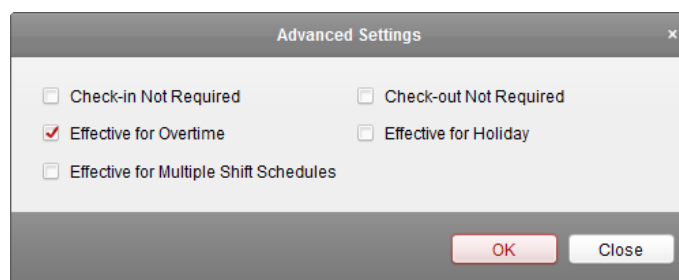 Advanced Settings
Check-in Not Required
Check-out Not Required
Effective for Overtime
Effective for Holiday
Effective for Multiple Shift Schedules
OK
Close